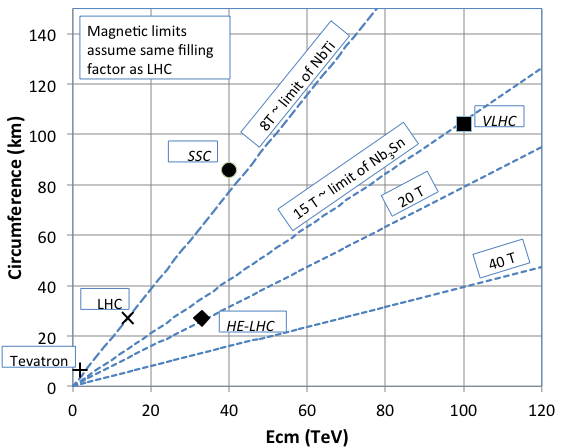 Magnetic limits
assume same filling
factor as LHC
8T ~ limit of NbTi
VLHC
SSC
15 T ~ limit of Nb3Sn
20 T
40 T
LHC
HE-LHC
Tevatron
Circumference (km)
140
120
100
80
60
40
20
0
0 20 40 60 80 100 120
Ecm (TeV)